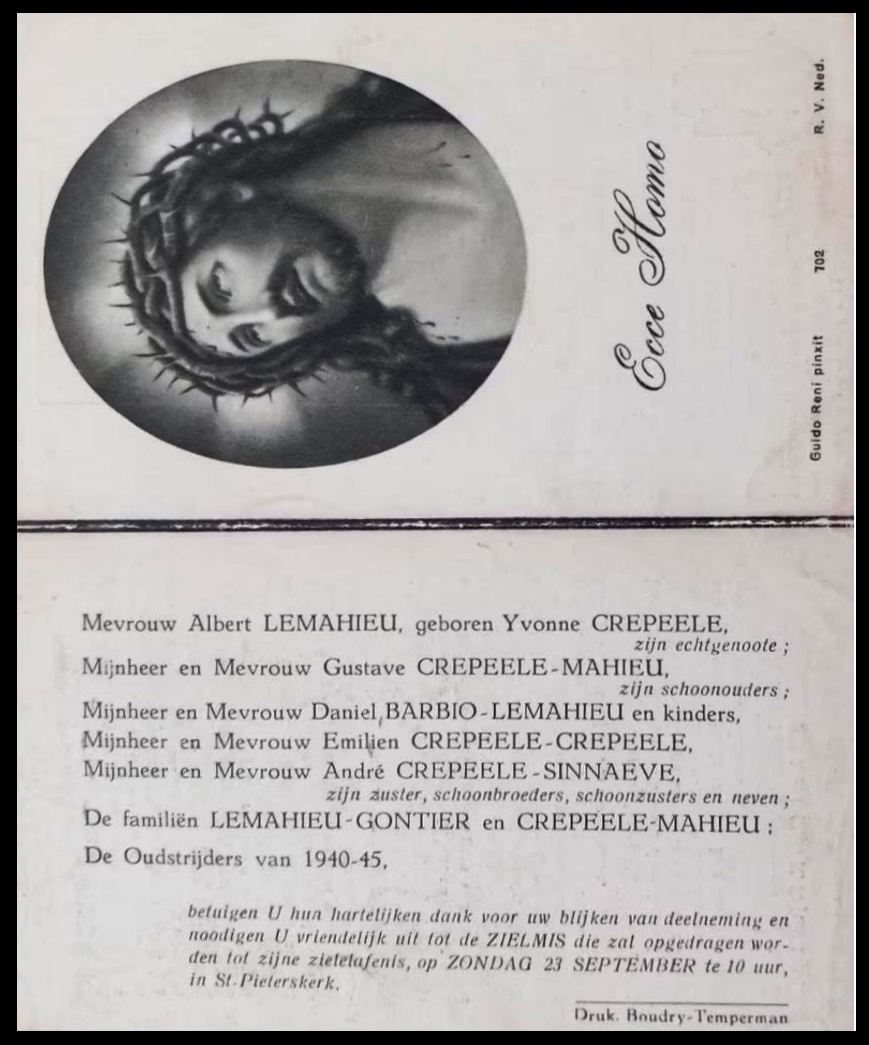 Ecce Homo
Guido Reni pinxit 702 R. V. Ned.
Mevrouw Albert LEMAHIEU, geboren Yvonne CREPEELE,
zijn echtgenoote ;
Mijnheer en Mevrouw Gustave CREPEELE-MAHIEU,
zijn schoonouders ;
Mijnheer en Mevrouw Daniel BARBIO-LEMAHIEU en kinders,
Mijnheer en Mevrouw Emilien CREPEELE-CREPEELE,
Mijnheer en Mevrouw André CREPEELE-SINNAEVE,
zijn zuster, schoonbroeders, schoonzusters en neven ;
De familiën LEMAHIEU-GONTIER en CREPEELE-MAHIEU ;
De Oudstrijders van 1940-45,
betuigen U hun hartelijken dank voor uw blijken van deelneming en
noodigen U vriendelijk uit tot de ZIELMIS die zal opgedragen wor-
den tot zijne zielelafenis, op ZONDAG 23 SEPTEMBER te 10 uur,
in St-Pieterskerk.
Druk. Boudry-Temperman